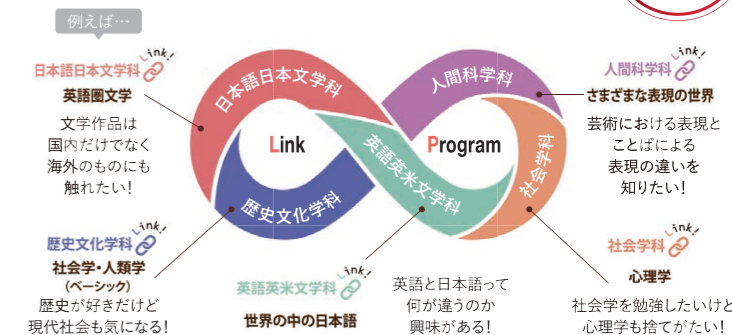 例えば…
Link!
日本語日本文学科
英語圏文学
文学作品は
国内だけでなく
海外のものにも
触れたい！
日本語日本文学科
人間科学科
Link
Program
英語英米文学科
歴史文化学科
社会学科
Link!
人間科学科
さまざまな表現の世界
芸術における表現と
ことばによる
表現の違いを
知りたい！
Link!
歴史文化学科
社会学・人類学
（ベーシック）
歴史が好きだけど
現代社会も気になる！
Link!
英語英米文学科
世界の中の日本語
英語と日本語って
何が違うのか
興味がある！
Link!
社会学科
心理学
社会学を勉強したいけど
心理学も捨てがたい！